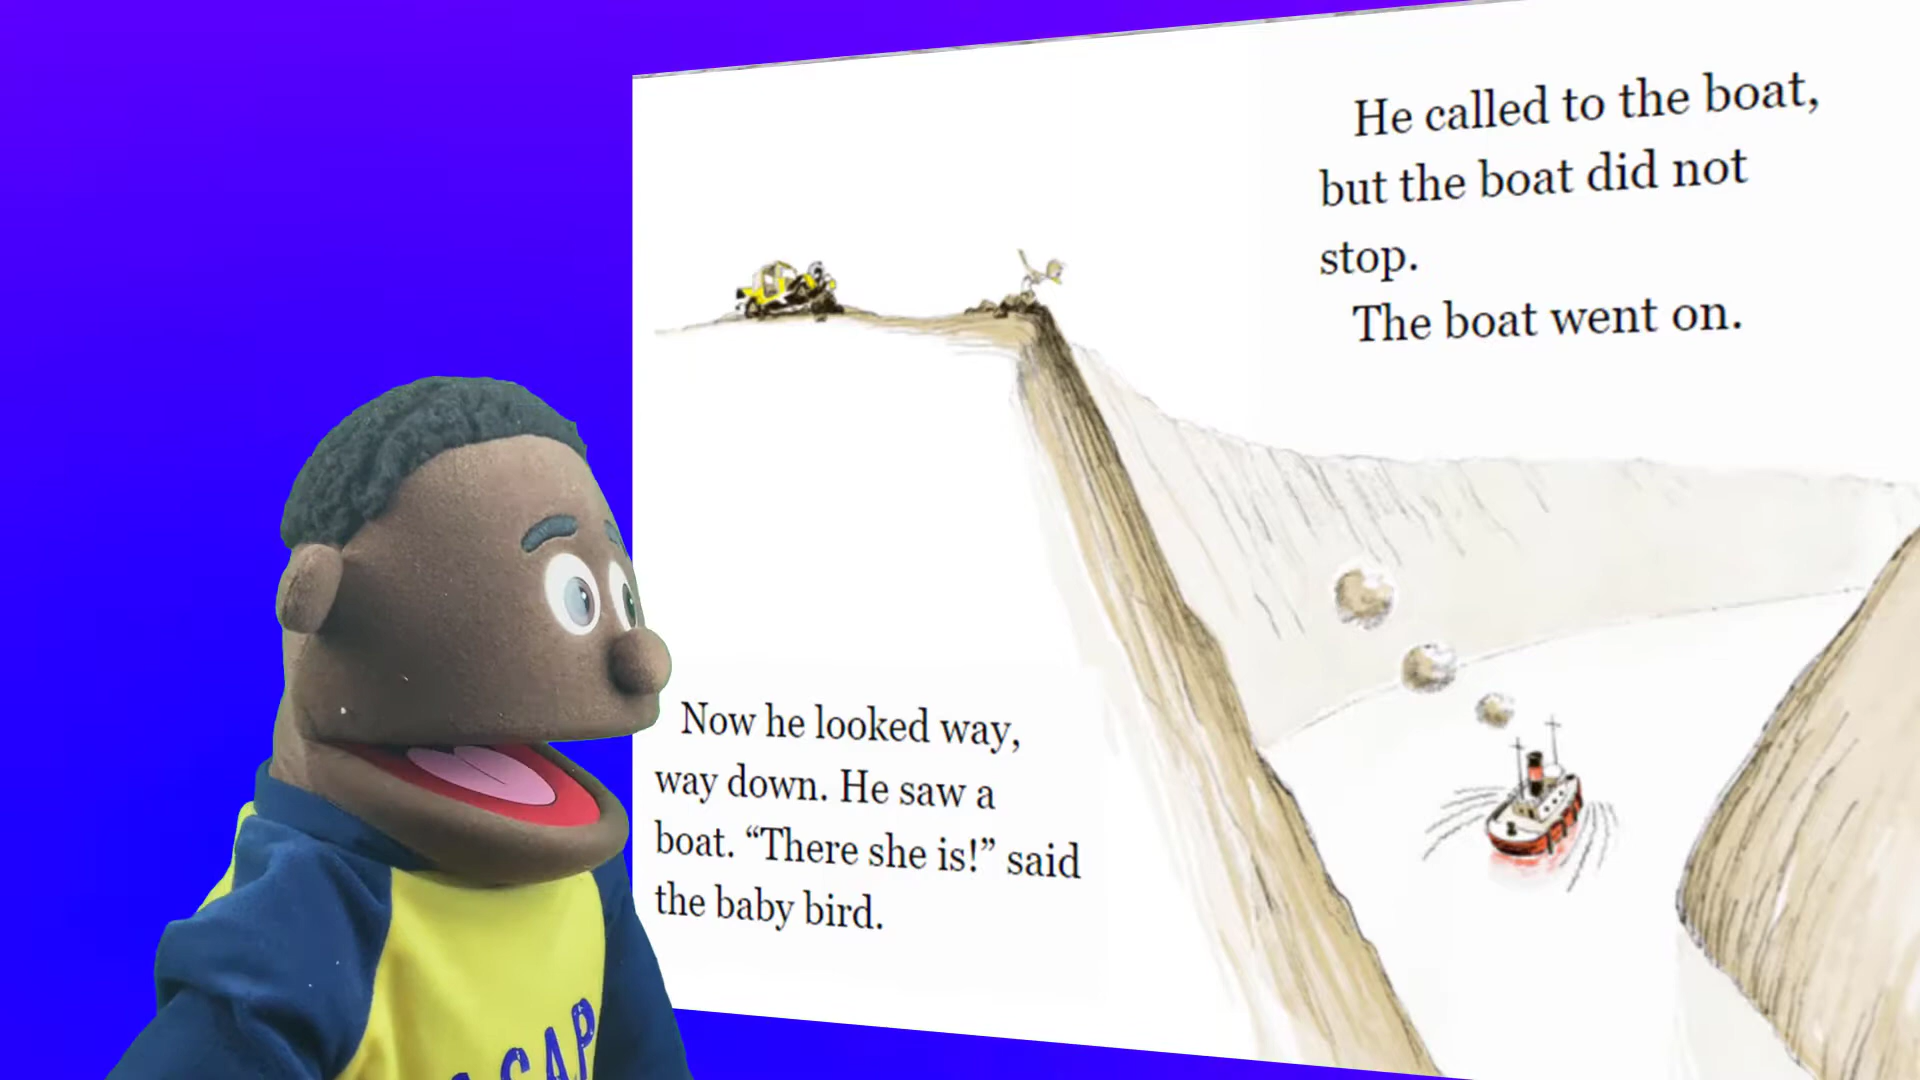 Now he looked way,
way down. He saw a
boat. “There she is!” said
the baby bird.
He called to the boat,
but the boat did not
stop.
The boat went on.